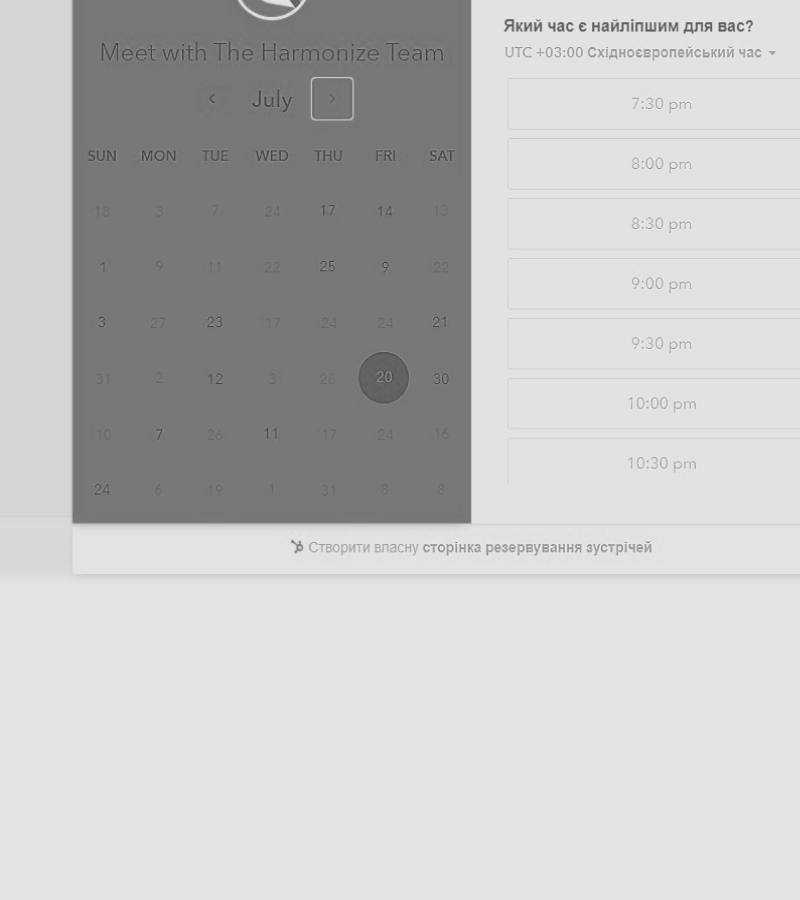 Meet with The Harmonize Team
July
SUN MON TUE WED THU FRI SAT
18 3 7 24 17 14 13
1 9 11 22 25 9 22
3 27 23 17 24 24 21
31 2 12 3 28 20 30
10 7 26 11 17 24 16
24 6 19 1 31 8 8
Який час є найліпшим для вас?
UTC +03:00 Східноєвропейський час
7:30 pm
8:00 pm
8:30 pm
9:00 pm
9:30 pm
10:00 pm
10:30 pm
Створити власну сторінка резервування зустрічей